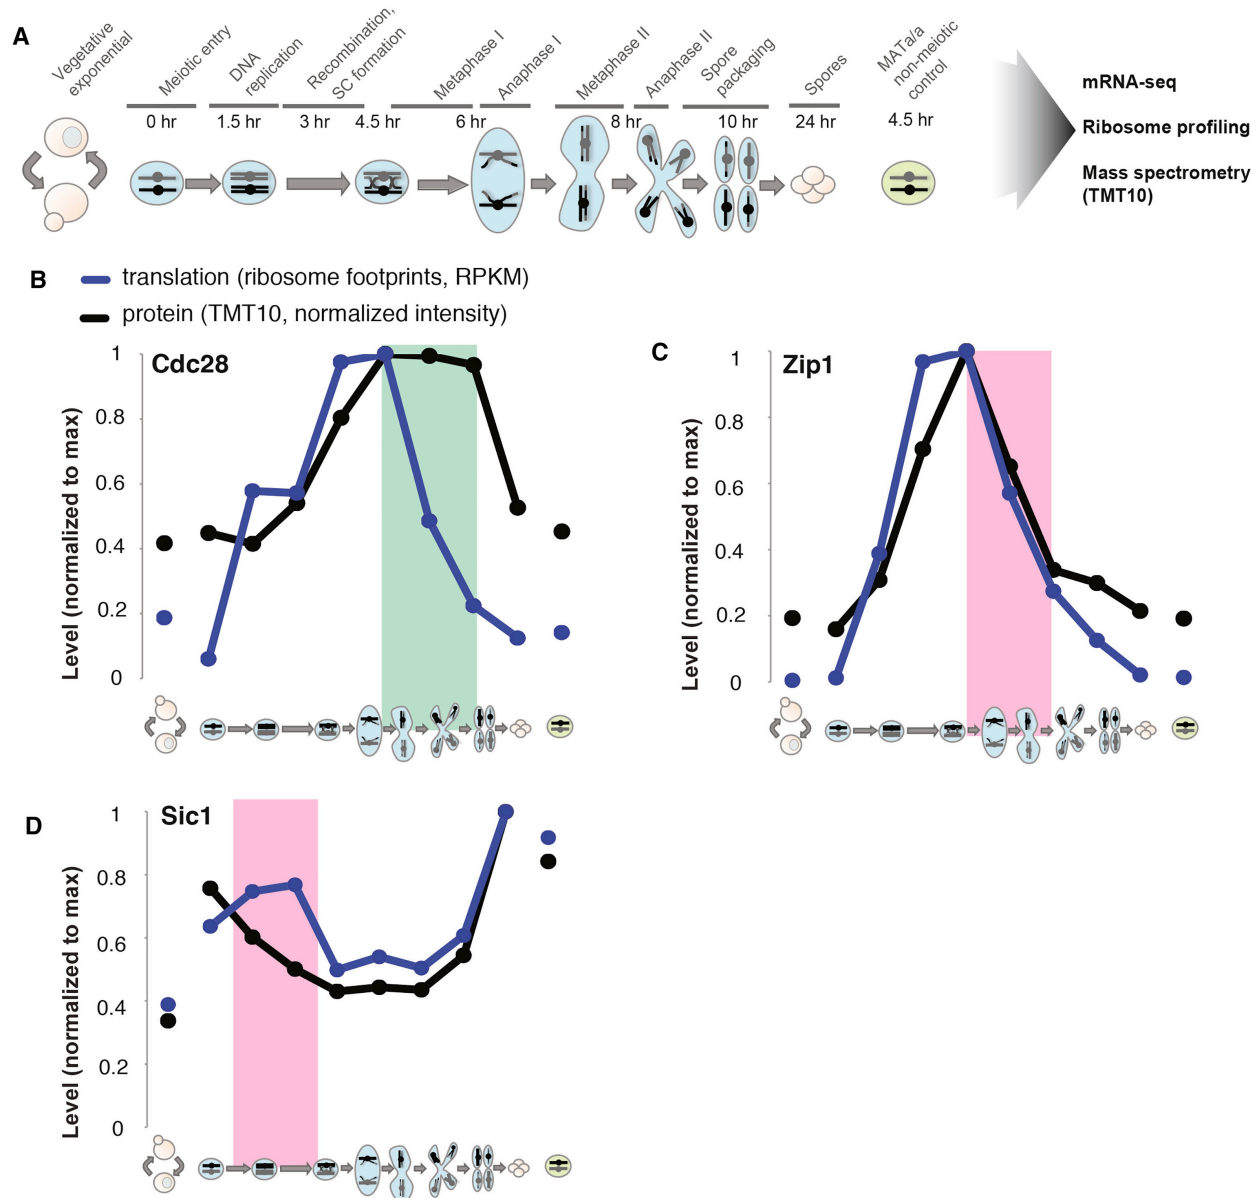 A
Vegetative
exponential
Meiotic entry
DNA
replication
Recombination,
SC formation
Metaphase I
Anaphase I
Metaphase II
Anaphase II
Spore
packaging
Spores
MATa/a
non-meiotic
control
0 hr
1.5 hr
3 hr
4.5 hr
6 hr
8 hr
10 hr
24 hr
4.5 hr
mRNA-seq
Ribosome profiling
Mass spectrometry
(TMT10)
B
translation (ribosome footprints, RPKM)
protein (TMT10, normalized intensity)
Cdc28
Level (normalized to max)
1
0.8
0.6
0.4
0.2
0
C
Zip1
Level (normalized to max)
1
0.8
0.6
0.4
0.2
0
D
Sic1
Level (normalized to max)
1
0.8
0.6
0.4
0.2
0